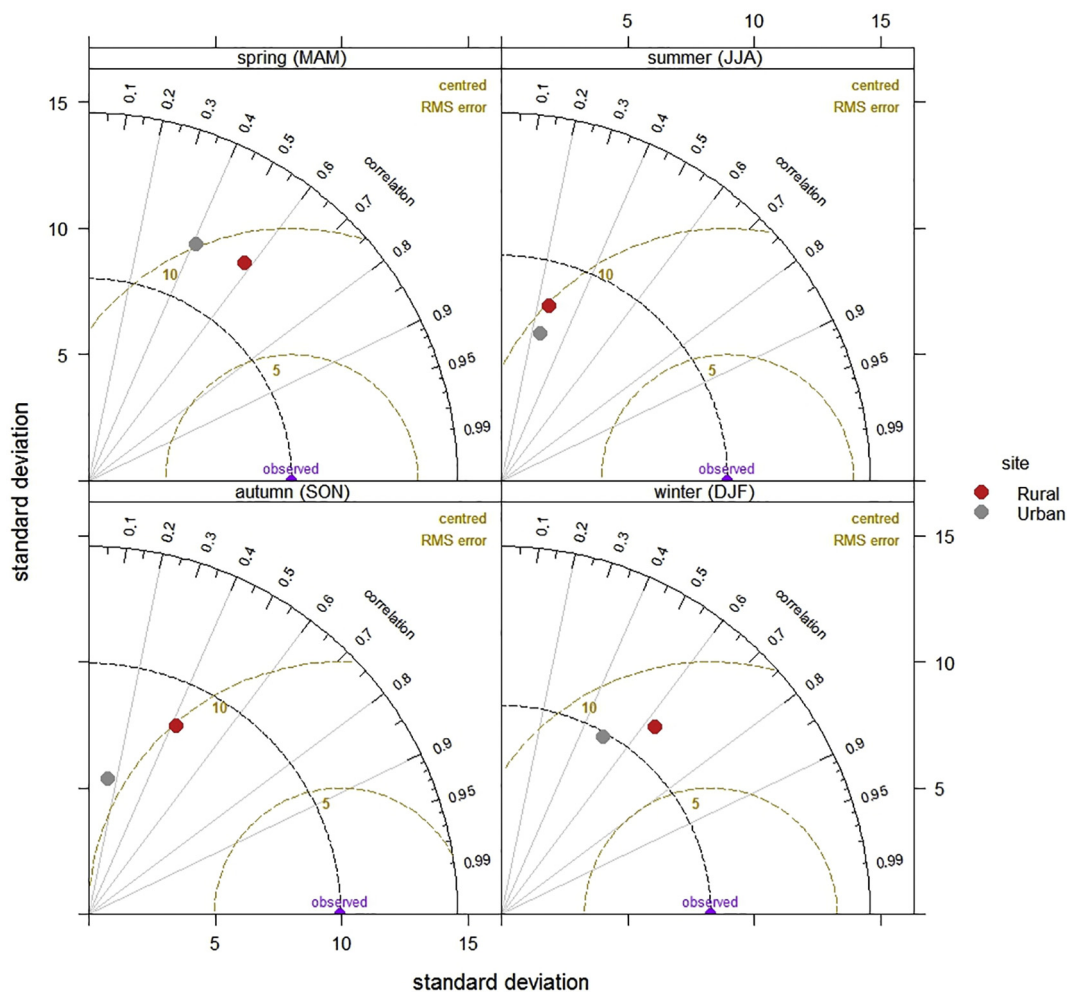 5 10 15
spring (MAM)
summer (JJA)
centred
RMS error
0.1 0.2 0.3 0.4 0.5 0.6 0.7 0.8 0.9 0.95 0.99
correlation
10
5
observed
centred
RMS error
0.1 0.2 0.3 0.4 0.5 0.6 0.7 0.8 0.9 0.95 0.99
correlation
10
5
observed
15
10
5
autumn (SON)
winter (DJF)
centred
RMS error
0.1 0.2 0.3 0.4 0.5 0.6 0.7 0.8 0.9 0.95 0.99
correlation
10
5
observed
centred
RMS error
0.1 0.2 0.3 0.4 0.5 0.6 0.7 0.8 0.9 0.95 0.99
correlation
10
5
observed
15
10
5
standard deviation
site
Rural
Urban
5 10 15
standard deviation